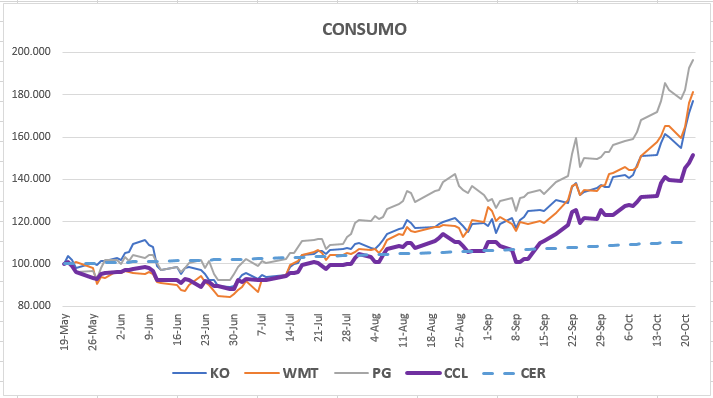 CONSUMO
200.000
180.000
160.000
140.000
120.000
100.000
80.000
19-May
26-May
2-Jun
9-Jun
16-Jun
23-Jun
30-Jun
7-Jul
14-Jul
21-Jul
28-Jul
4-Aug
11-Aug
18-Aug
25-Aug
1-Sep
8-Sep
15-Sep
22-Sep
29-Sep
6-Oct
13-Oct
20-Oct
KO WMT PG CCL CER